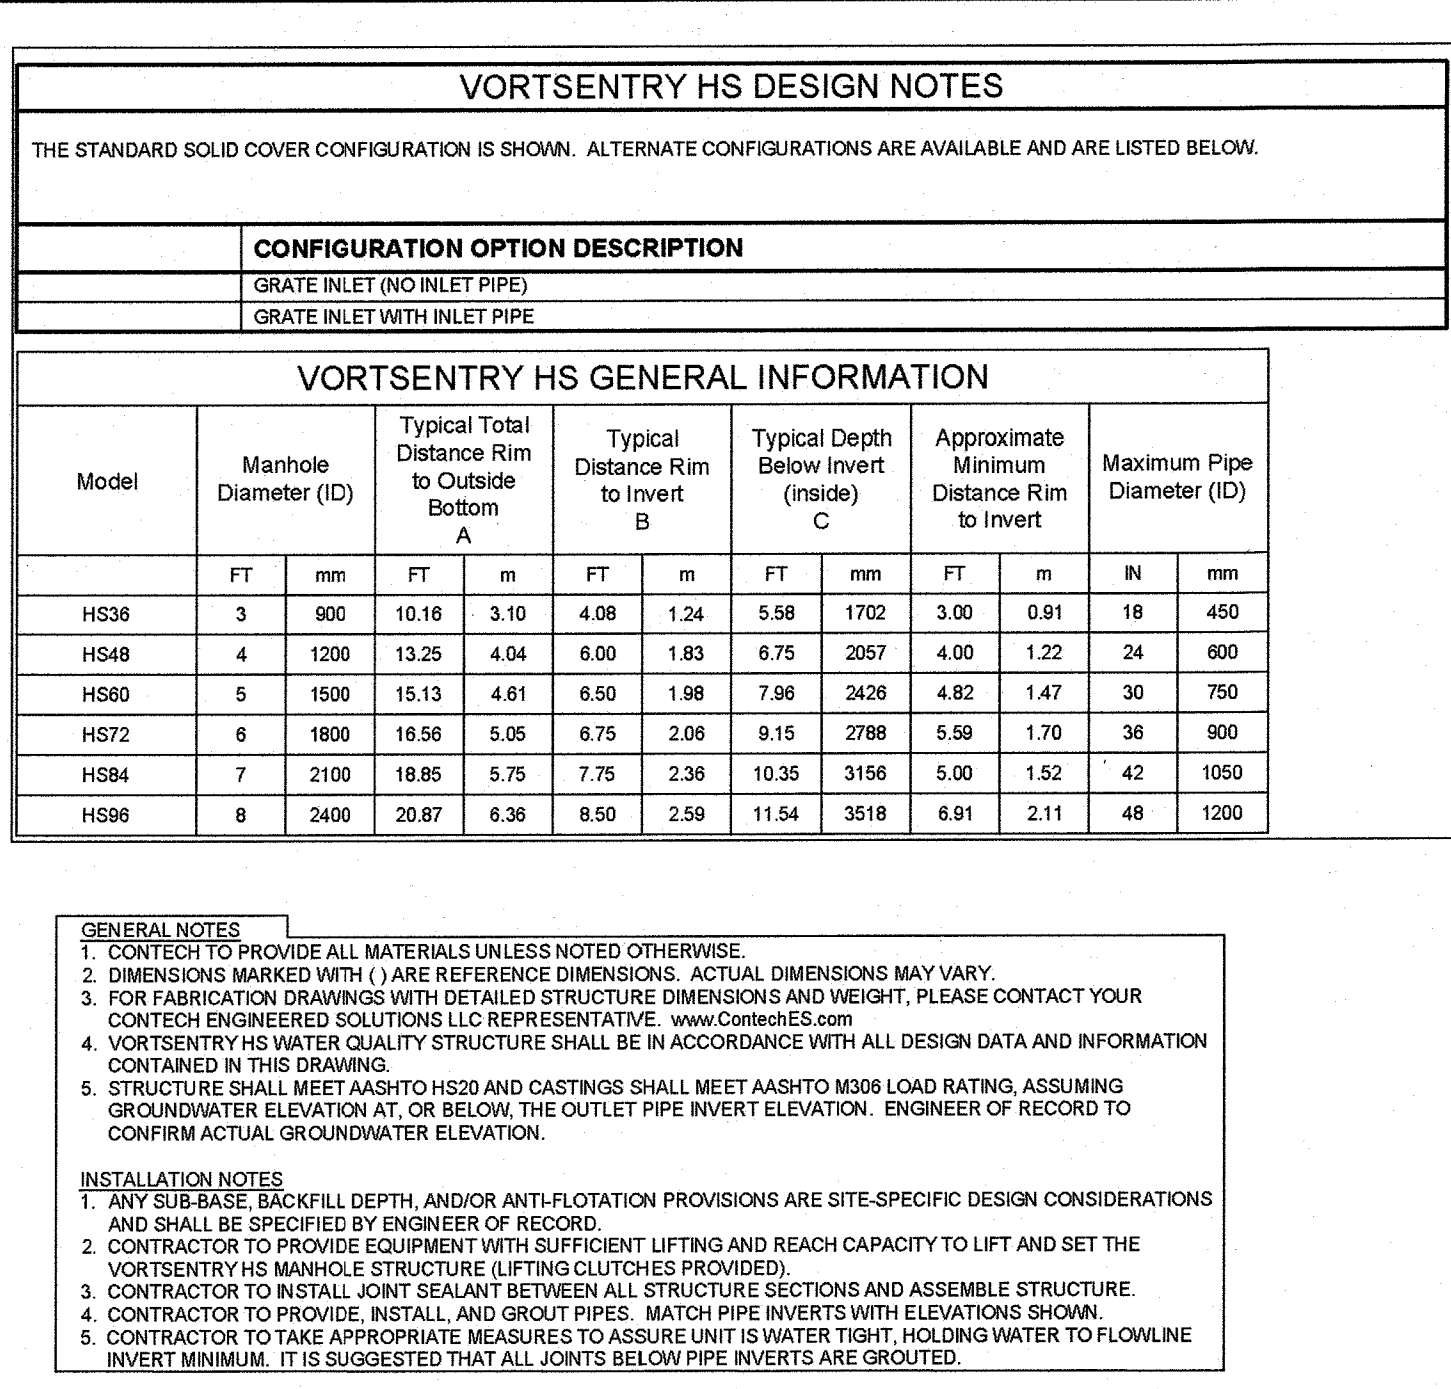 VORTSENTRY HS DESIGN NOTES
THE STANDARD SOLID COVER CONFIGURATION IS SHOWN. ALTERNATE CONFIGURATIONS ARE AVAILABLE AND ARE LISTED BELOW.
CONFIGURATION OPTION DESCRIPTION
GRATE INLET (NO INLET PIPE)
GRATE INLET WITH INLET PIPE
VORTSENTRY HS GENERAL INFORMATION
Model
Manhole
Diameter (ID)
Typical Total
Distance Rim
to Outside
Bottom
A
Typical
Distance Rim
to Invert
B
Typical Depth
Below Invert
(inside)
C
Approximate
Minimum
Distance Rim
to Invert
Maximum Pipe
Diameter (ID)
FT mm FT m FT m FT mm FT m IN mm
HS36 3 900 10.16 3.10 4.08 1.24 5.58 1702 3.00 0.91 18 450
HS48 4 1200 13.25 4.04 6.00 1.83 6.75 2057 4.00 1.22 24 600
HS60 5 1500 15.13 4.61 6.50 1.98 7.96 2426 4.82 1.47 30 750
HS72 6 1800 16.56 5.05 6.75 2.06 9.15 2788 5.59 1.70 36 900
HS84 7 2100 18.85 5.75 7.75 2.36 10.35 3156 5.00 1.52 42 1050
HS96 8 2400 20.87 6.36 8.50 2.59 11.54 3518 6.91 2.11 48 1200
GENERAL NOTES
1. CONTECH TO PROVIDE ALL MATERIALS UNLESS NOTED OTHERWISE.
2. DIMENSIONS MARKED WITH ( ) ARE REFERENCE DIMENSIONS. ACTUAL DIMENSIONS MAY VARY.
3. FOR FABRICATION DRAWINGS WITH DETAILED STRUCTURE DIMENSIONS AND WEIGHT, PLEASE CONTACT YOUR
CONTECH ENGINEERED SOLUTIONS LLC REPRESENTATIVE. www.ContechES.com
4. VORTSENTRY HS WATER QUALITY STRUCTURE SHALL BE IN ACCORDANCE WITH ALL DESIGN DATA AND INFORMATION
CONTAINED IN THIS DRAWING.
5. STRUCTURE SHALL MEET AASHTO HS20 AND CASTINGS SHALL MEET AASHTO M306 LOAD RATING, ASSUMING
GROUNDWATER ELEVATION AT, OR BELOW, THE OUTLET PIPE INVERT ELEVATION. ENGINEER OF RECORD TO
CONFIRM ACTUAL GROUNDWATER ELEVATION.
INSTALLATION NOTES
1. ANY SUB-BASE, BACKFILL DEPTH, AND/OR ANTI-FLOTATION PROVISIONS ARE SITE-SPECIFIC DESIGN CONSIDERATIONS
AND SHALL BE SPECIFIED BY ENGINEER OF RECORD.
2. CONTRACTOR TO PROVIDE EQUIPMENT WITH SUFFICIENT LIFTING AND REACH CAPACITY TO LIFT AND SET THE
VORTSENTRY HS MANHOLE STRUCTURE (LIFTING CLUTCHES PROVIDED).
3. CONTRACTOR TO INSTALL JOINT SEALANT BETWEEN ALL STRUCTURE SECTIONS AND ASSEMBLE STRUCTURE.
4. CONTRACTOR TO PROVIDE, INSTALL, AND GROUT PIPES. MATCH PIPE INVERTS WITH ELEVATIONS SHOWN.
5. CONTRACTOR TO TAKE APPROPRIATE MEASURES TO ASSURE UNIT IS WATER TIGHT, HOLDING WATER TO FLOWLINE
INVERT MINIMUM. IT IS SUGGESTED THAT ALL JOINTS BELOW PIPE INVERTS ARE GROUTED.